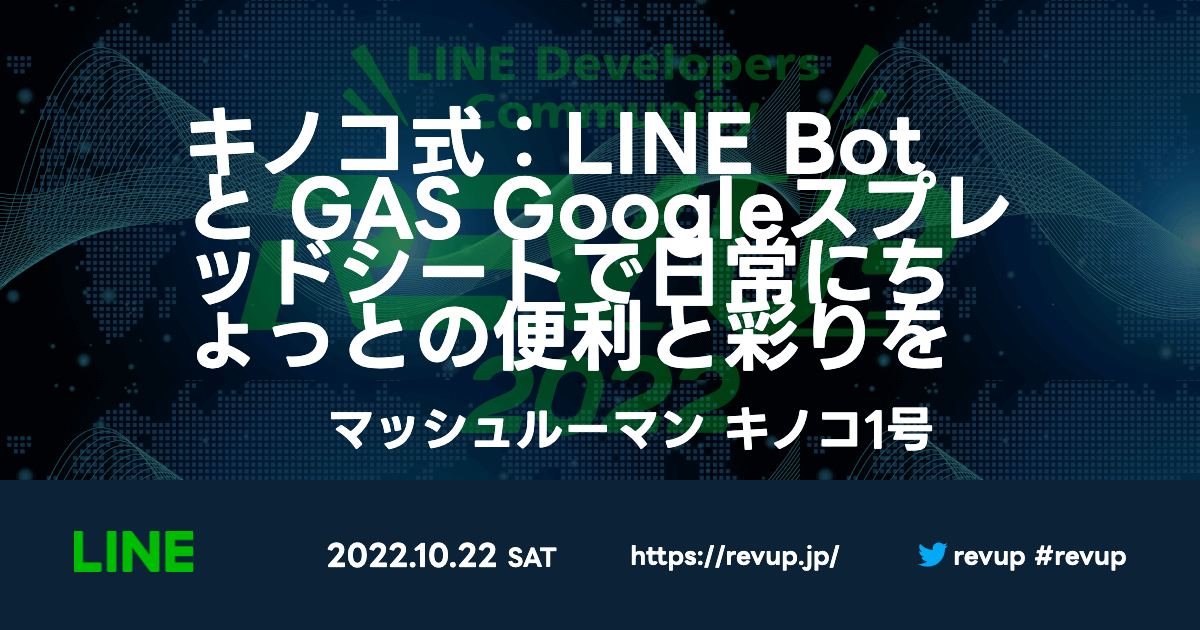 LINE Developers
Community
キノコ式：LINE Bot
と GAS Googleスプレ
ッドシートで日常にち
ょっとの便利と彩りを
2022
マッシュルーマン キノコ1号
LINE
2022.10.22 SAT
https://revup.jp/
revup #revup